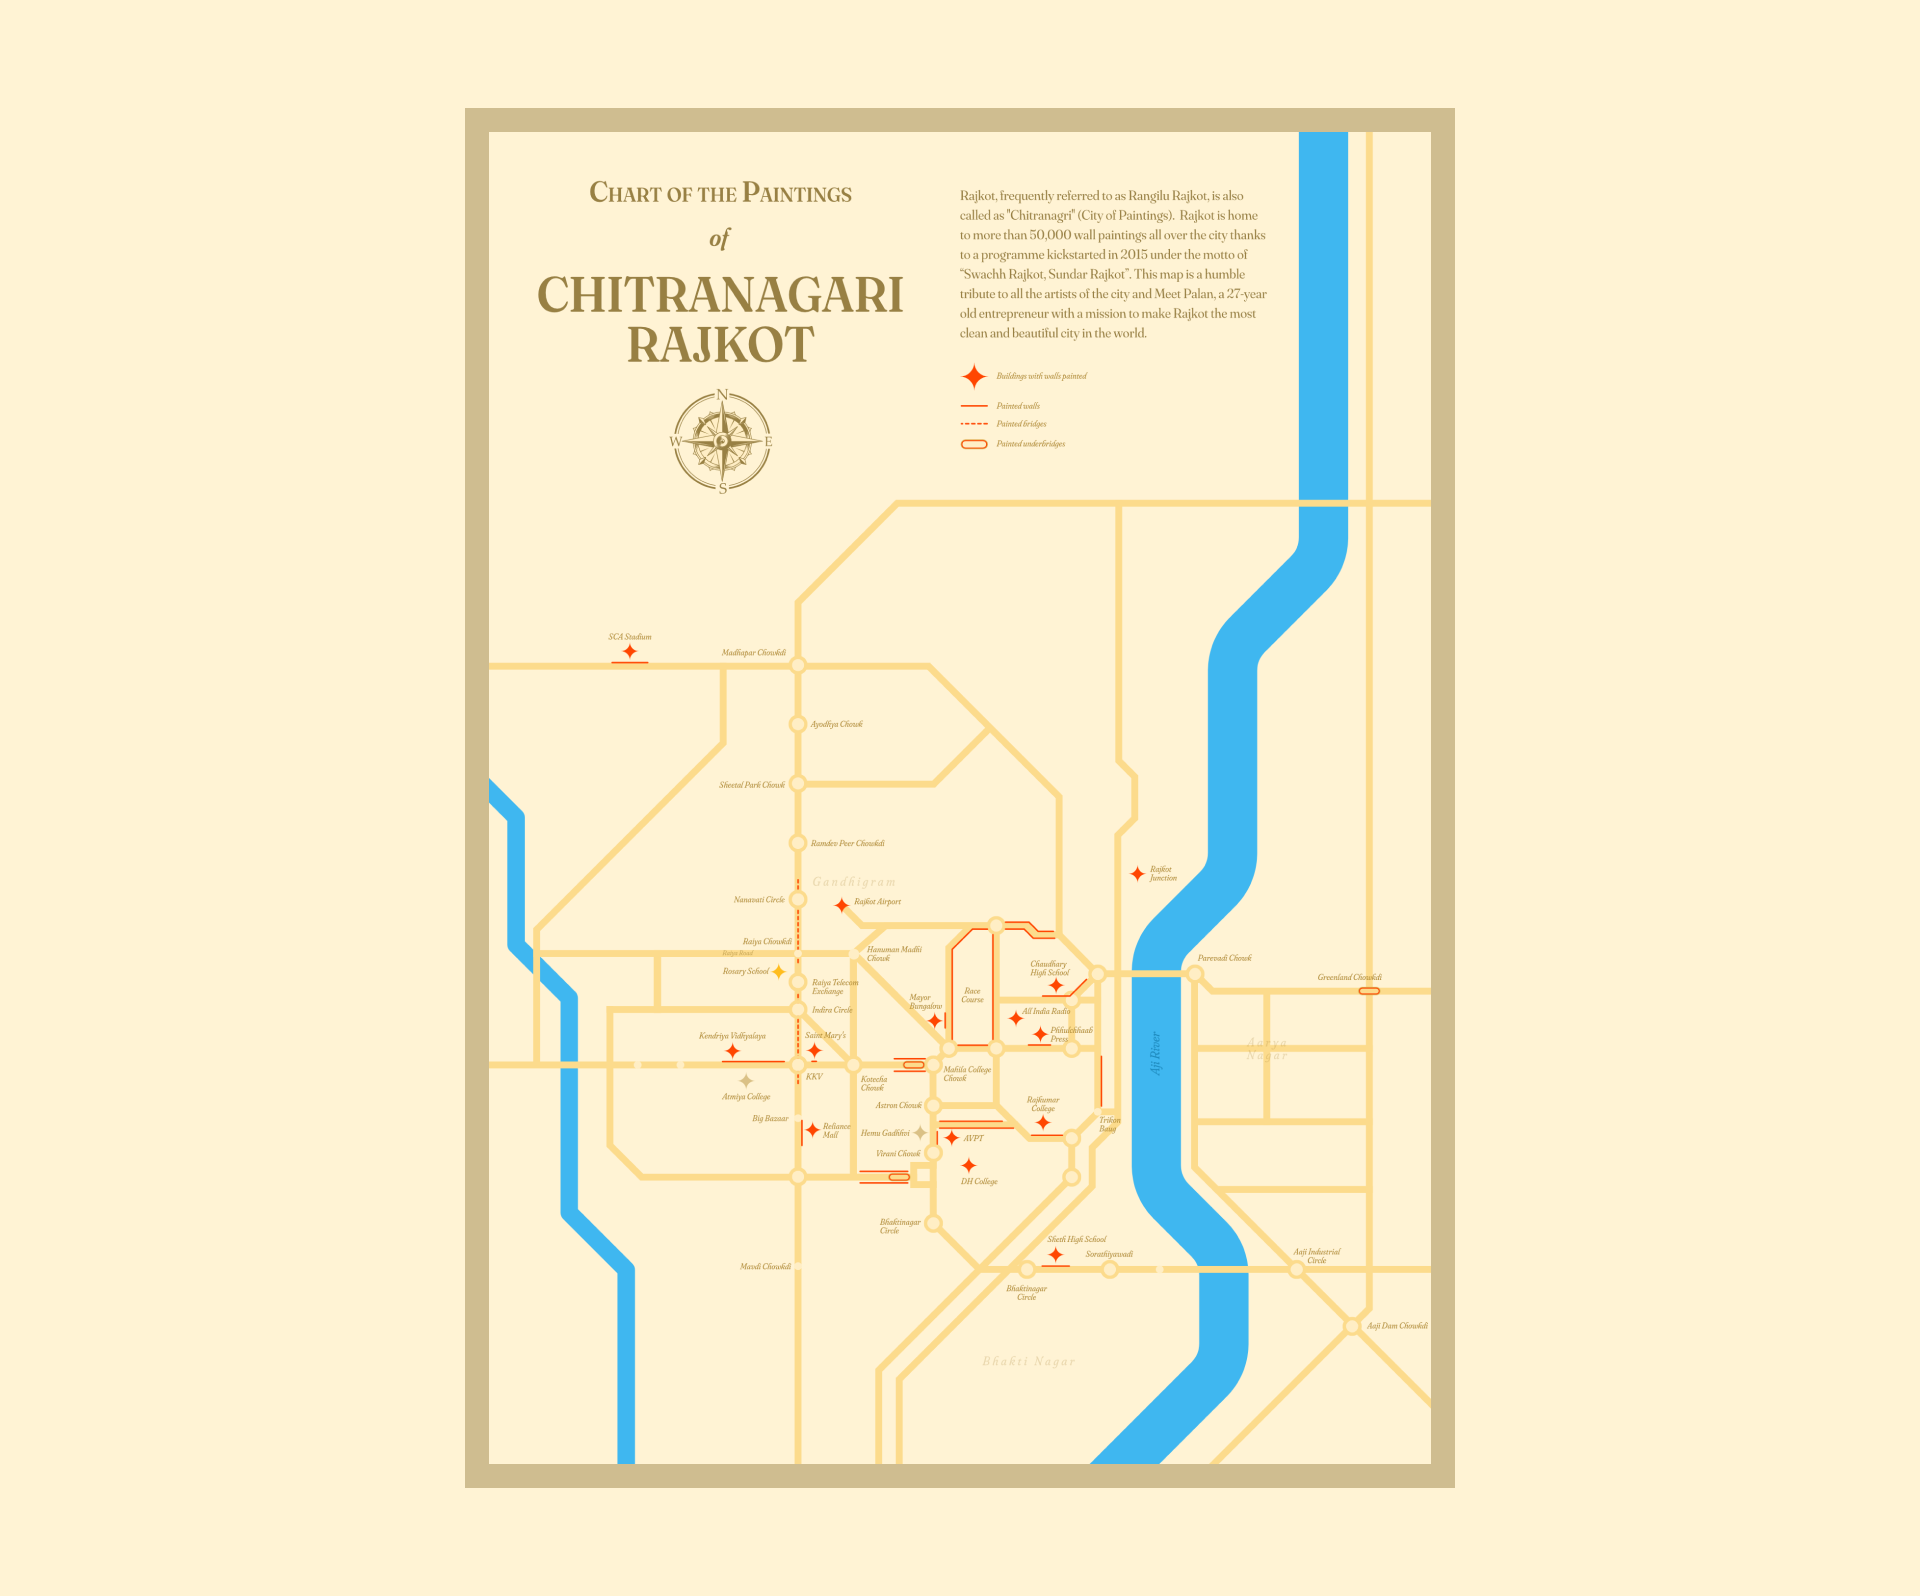 CHART OF THE PAINTINGS
of
CHITRANAGARI
RAJKOT
N
W
E
S
Rajkot, frequently referred to as Rangilu Rajkot, is also
called as "Chitranagri" (City of Paintings). Rajkot is home
to more than 50,000 wall paintings all over the city thanks
to a programme kickstarted in 2015 under the motto of
“Swachh Rajkot, Sundar Rajkot”. This map is a humble
tribute to all the artists of the city and Meet Palan, a 27-year
old entrepreneur with a mission to make Rajkot the most
clean and beautiful city in the world.
Buildings with walls painted
Painted walls
Painted bridges
Painted underbridges
SCA Stadium
Madhapar Chowkdi
Ayodhya Chowk
Sheetal Park Chowk
Ramdev Peer Chowkdi
Rajkot
Junction
Gandhigram
Nanavati Circle
Rajkot Airport
Raiya Chowkdi
Raiya Road
Hanuman Madhi
Chowk
Parevadi Chowk
Rosary School
Raiya Telecom
Exchange
Chaudhary
High School
Greenland Chowkdi
Race
Course
Mayor
Bungalow
Indira Circle
All India Radio
Kendriya Vidhyalaya
Saint Mary's
Phhulchhaab
Press
Aji River
Aarya
Nagar
KKV
Kotecha
Chowk
Mahila College
Chowk
Atmiya College
Astron Chowk
Rajkumar
College
Big Bazaar
Reliance
Mall
Hemu Gadhhvi
AVPT
Trikon
Baug
Virani Chowk
DH College
Bhaktinagar
Circle
Sheth High School
Sorathiyawadi
Aaji Industrial
Circle
Mavdi Chowkdi
Bhaktinagar
Circle
Aaji Dam Chowkdi
Bhakti Nagar